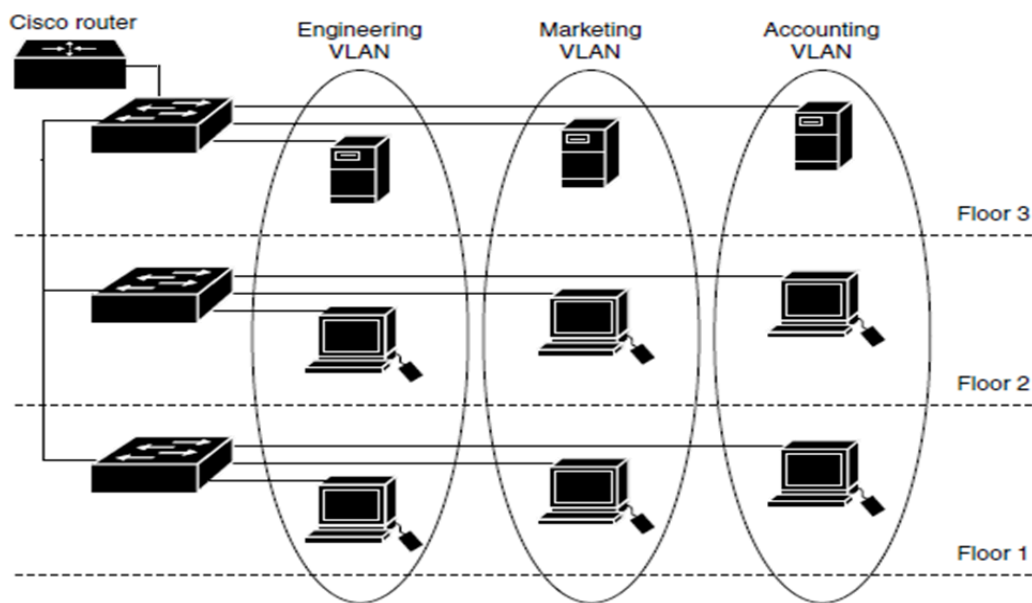 Cisco router
Engineering
VLAN
Marketing
VLAN
Accounting
VLAN
Floor 3
Floor 2
Floor 1